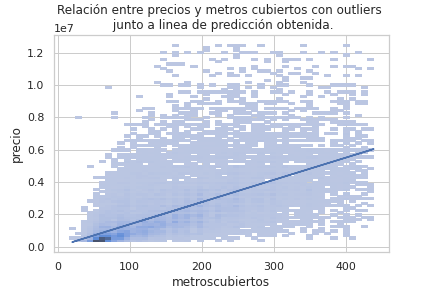 Relación entre precios y metros cubiertos con outliers
junto a linea de predicción obtenida.
1e7
1.2
1.0
0.8
0.6
0.4
0.2
0.0
precio
0 100 200 300 400
metroscubiertos